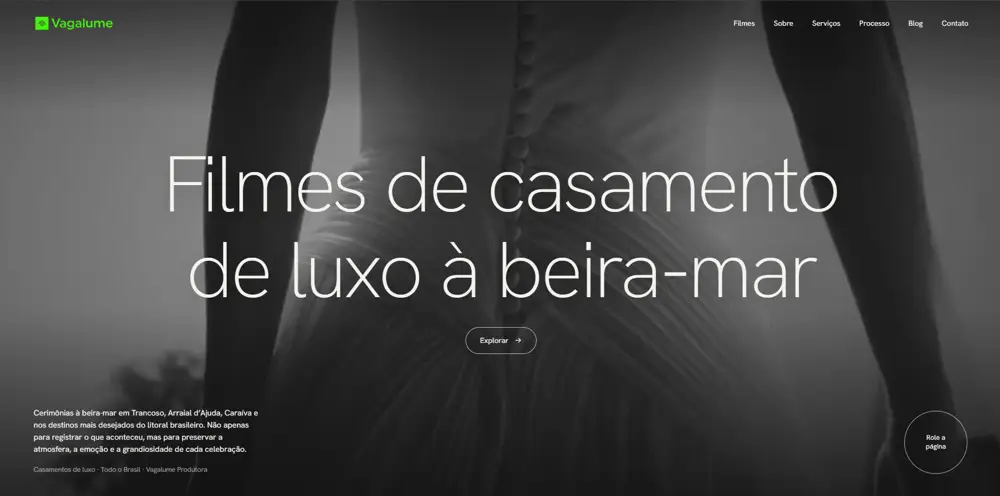 Vagalume
Filmes
Sobre
Serviços
Processo
Blog
Contato
Filmes de casamento
de luxo à beira-mar
Explorar →
Cerimônias à beira-mar em Trancoso, Arraial d’Ajuda, Caraíva e
nos destinos mais desejados do litoral brasileiro. Não apenas
para registrar o que aconteceu, mas para preservar a
atmosfera, a emoção e a grandiosidade de cada celebração.
Casamentos de luxo · Todo o Brasil · Vagalume Produtora
Role a
página